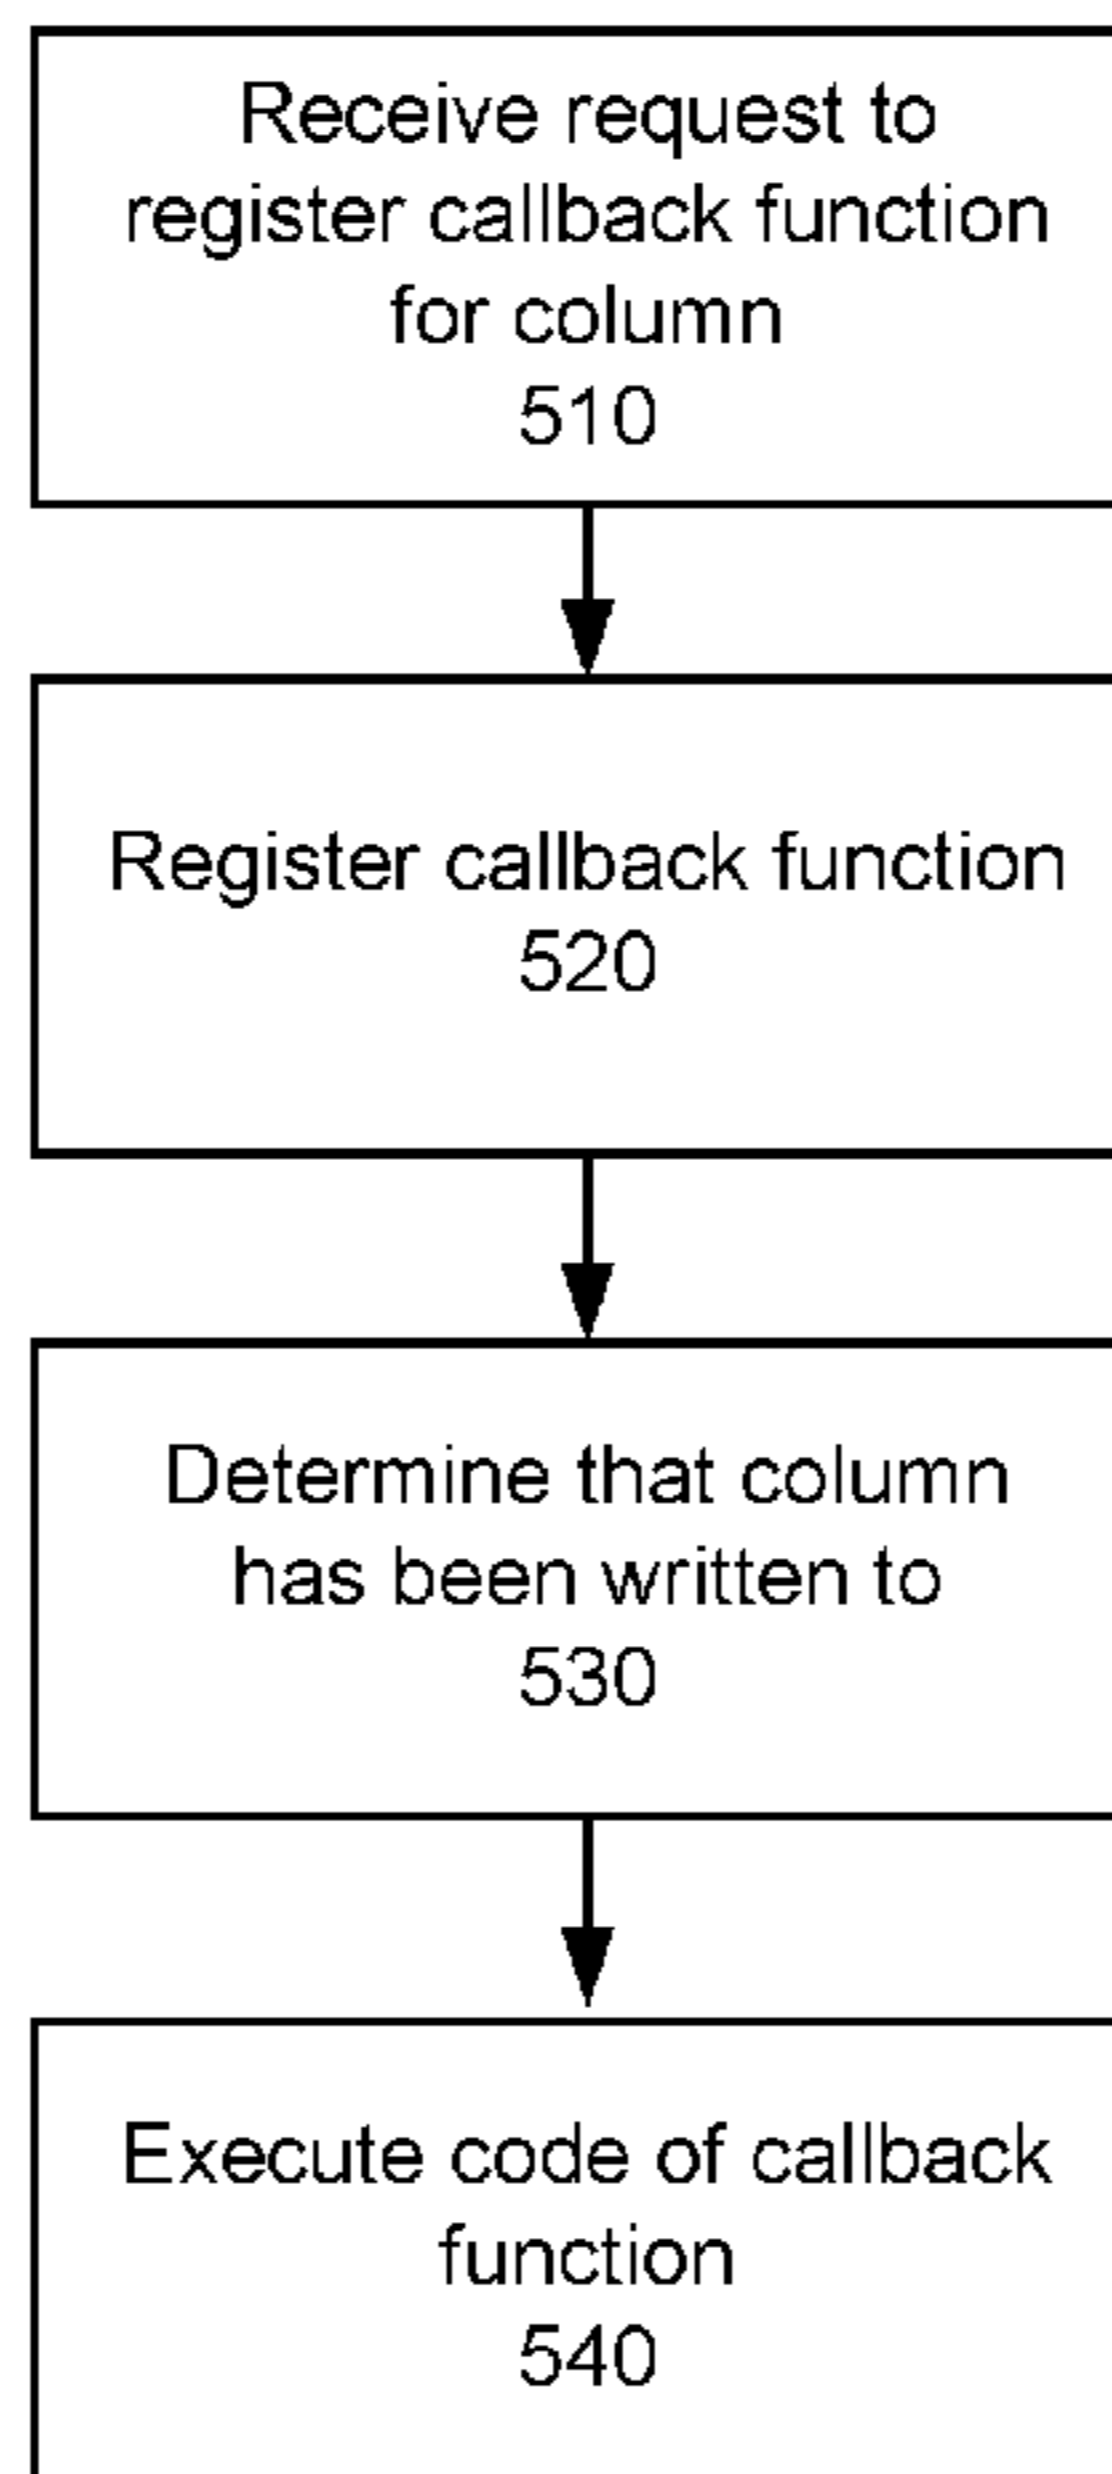 Receive request to
register callback function
for column
510
Register callback function
520
Determine that column
has been written to
530
Execute code of callback
function
540